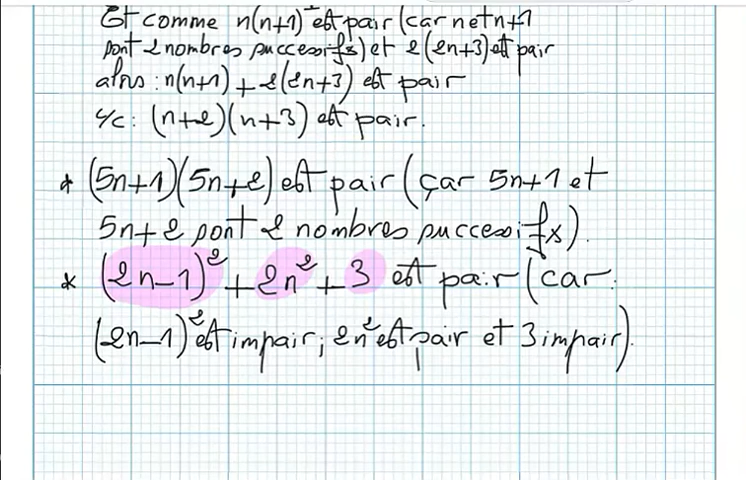 Et comme n(n+1) est pair (car n et n+1
sont 2 nombres successifs) et 2(2n+3) est pair
alors : n(n+1) + 2(2n+3) est pair
c/c : (n+2)(n+3) est pair.
* (5n+1)(5n+2) est pair (car 5n+1 et
5n+2 sont 2 nombres successifs).
* (2n-1)² + 2n² + 3 est pair (car
(2n-1)² est impair ; 2n² est pair et 3 impair).